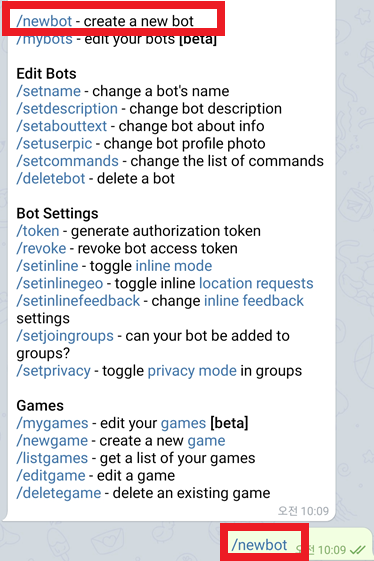 /newbot - create a new bot
/mybots - edit your bots [beta]
Edit Bots
/setname - change a bot's name
/setdescription - change bot description
/setabouttext - change bot about info
/setuserpic - change bot profile photo
/setcommands - change the list of commands
/deletebot - delete a bot
Bot Settings
/token - generate authorization token
/revoke - revoke bot access token
/setinline - toggle inline mode
/setinlinegeo - toggle inline location requests
/setinlinefeedback - change inline feedback
settings
/setjoingroups - can your bot be added to
groups?
/setprivacy - toggle privacy mode in groups
Games
/mygames - edit your games [beta]
/newgame - create a new game
/listgames - get a list of your games
/editgame - edit a game
/deletegame - delete an existing game
오전 10:09
/newbot 오전 10:09